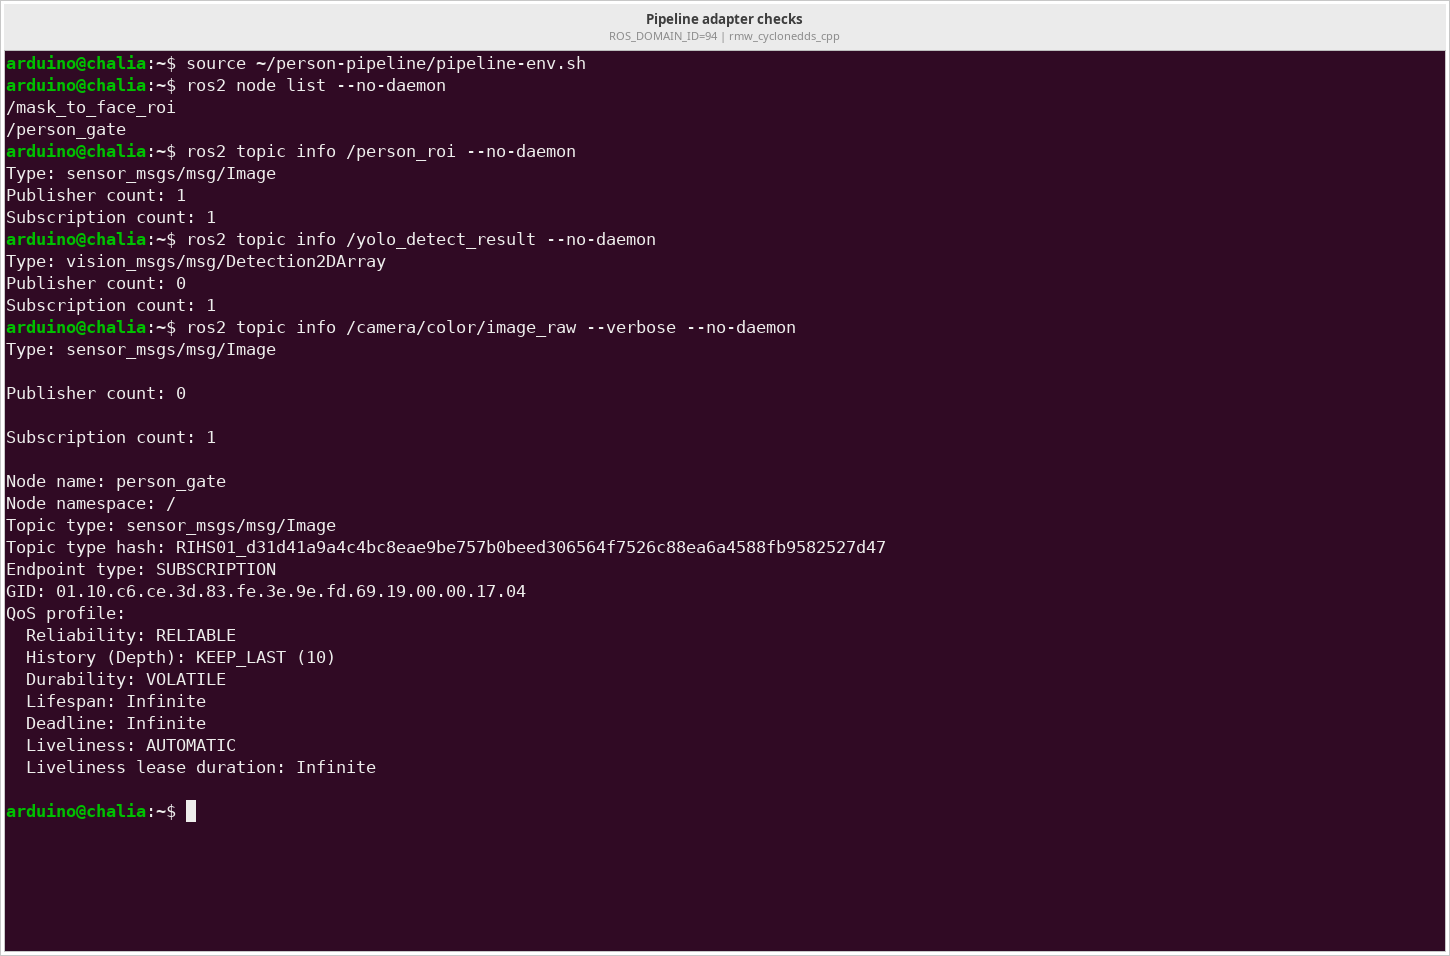 Pipeline adapter checks
ROS_DOMAIN_ID=94 | rmw_cyclonedds_cpp
arduino@chalia:~$ source ~/person-pipeline/pipeline-env.sh
arduino@chalia:~$ ros2 node list --no-daemon
/mask_to_face_roi
/person_gate
arduino@chalia:~$ ros2 topic info /person_roi --no-daemon
Type: sensor_msgs/msg/Image
Publisher count: 1
Subscription count: 1
arduino@chalia:~$ ros2 topic info /yolo_detect_result --no-daemon
Type: vision_msgs/msg/Detection2DArray
Publisher count: 0
Subscription count: 1
arduino@chalia:~$ ros2 topic info /camera/color/image_raw --verbose --no-daemon
Type: sensor_msgs/msg/Image
Publisher count: 0
Subscription count: 1
Node name: person_gate
Node namespace: /
Topic type: sensor_msgs/msg/Image
Topic type hash: RIHS01_d31d41a9a4c4bc8eae9be757b0beed306564f7526c88ea6a4588fb9582527d47
Endpoint type: SUBSCRIPTION
GID: 01.10.c6.ce.3d.83.fe.3e.9e.fd.69.19.00.00.17.04
QoS profile:
  Reliability: RELIABLE
  History (Depth): KEEP_LAST (10)
  Durability: VOLATILE
  Lifespan: Infinite
  Deadline: Infinite
  Liveliness: AUTOMATIC
  Liveliness lease duration: Infinite
arduino@chalia:~$